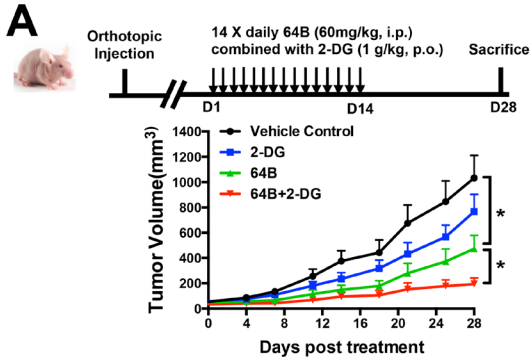 A
Orthotopic
Injection
14 X daily 64B (60mg/kg, i.p.)
combined with 2-DG (1 g/kg, p.o.)
Sacrifice
D1
D14
D28
Tumor Volume(mm³)
1400
1200
1000
800
600
400
200
0
Vehicle Control
2-DG
64B
64B+2-DG
*
*
0 4 8 12 16 20 24 28
Days post treatment